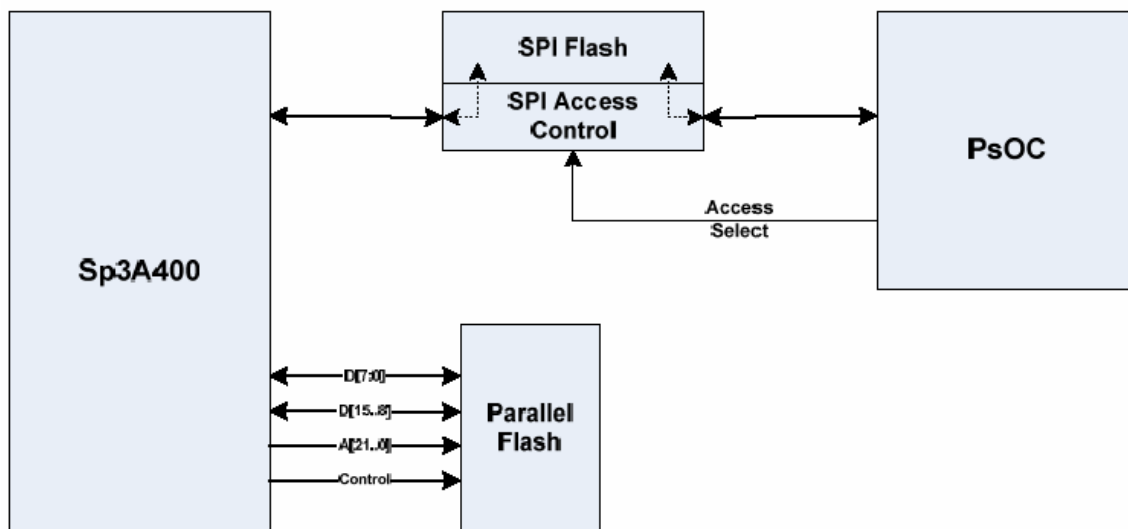 SPI Flash
SPI Access
Control
PsOC
Access
Select
Sp3A400
D[7:0]
D[15..8]
A[21..0]
Control
Parallel
Flash